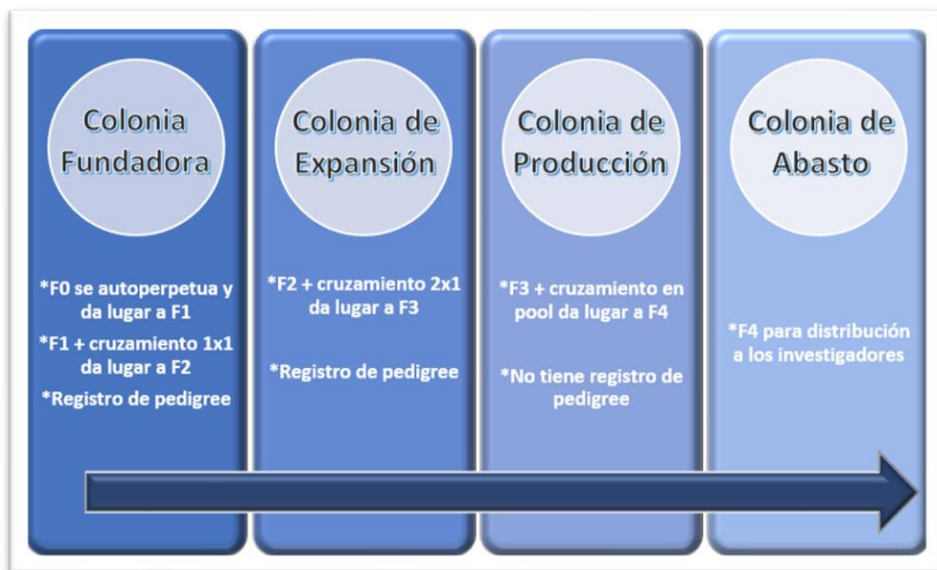 Colonia
Fundadora
*F0 se autoperpetua y
da lugar a F1
*F1 + cruzamiento 1x1
da lugar a F2
*Registro de pedigree
Colonia de
Expansión
*F2 + cruzamiento 2x1
da lugar a F3
*Registro de pedigree
Colonia de
Producción
*F3 + cruzamiento en
pool da lugar a F4
*No tiene registro de
pedigree
Colonia de
Abasto
*F4 para distribución
a los investigadores